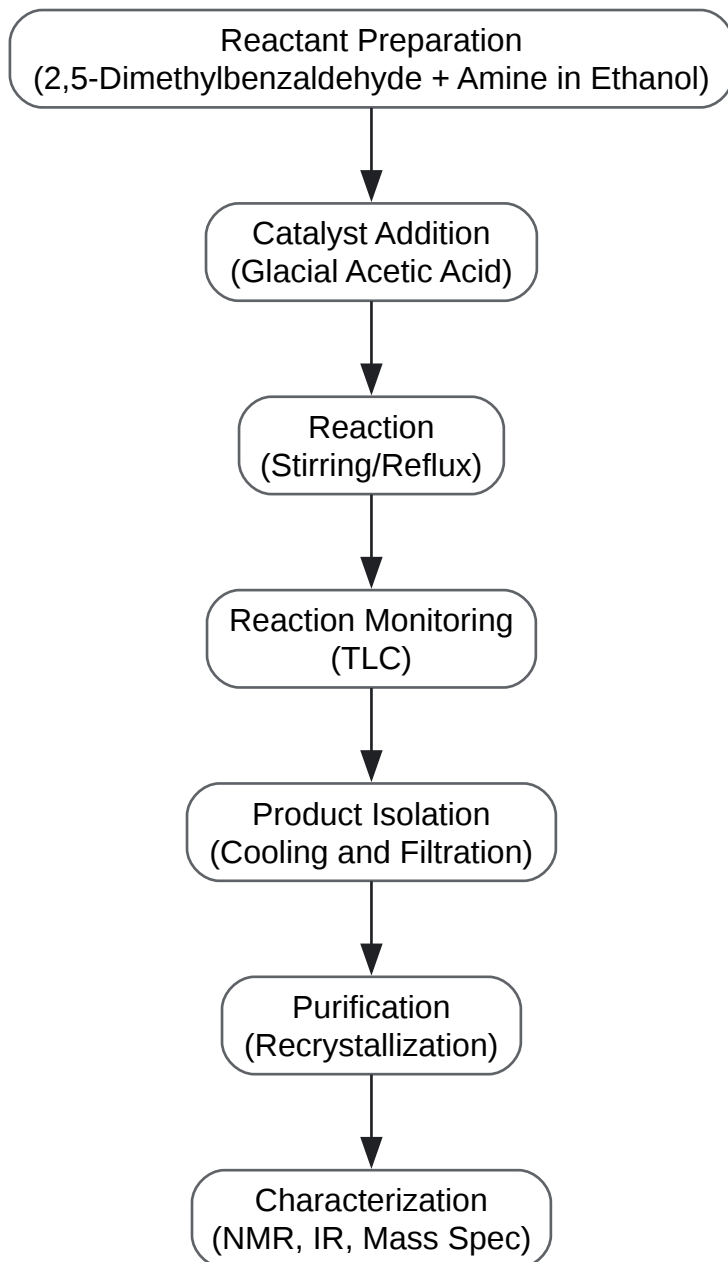 Reactant Preparation
(2,5-Dimethylbenzaldehyde + Amine in Ethanol)
Catalyst Addition
(Glacial Acetic Acid)
Reaction
(Stirring/Reflux)
Reaction Monitoring
(TLC)
Product Isolation
(Cooling and Filtration)
Purification
(Recrystallization)
Characterization
(NMR, IR, Mass Spec)